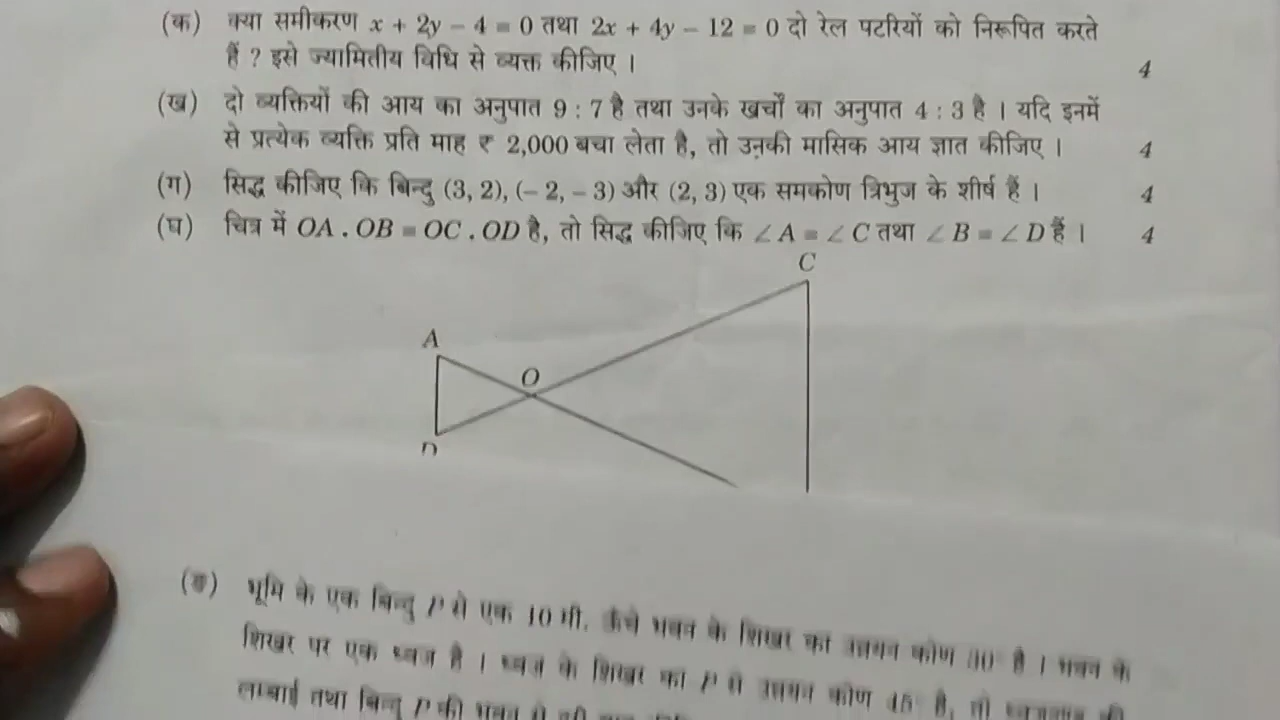 (क) क्या समीकरण x + 2y – 4 = 0 तथा 2x + 4y – 12 = 0 दो रेल पटरियों को निरूपित करते
हैं ? इसे ज्यामितीय विधि से व्यक्त कीजिए । 4
(ख) दो व्यक्तियों की आय का अनुपात 9 : 7 है तथा उनके खर्चों का अनुपात 4 : 3 है । यदि इनमें
से प्रत्येक व्यक्ति प्रति माह ₹ 2,000 बचा लेता है, तो उनकी मासिक आय ज्ञात कीजिए । 4
(ग) सिद्ध कीजिए कि बिन्दु (3, 2), (– 2, – 3) और (2, 3) एक समकोण त्रिभुज के शीर्ष हैं । 4
(घ) चित्र में OA . OB = OC . OD है, तो सिद्ध कीजिए कि ∠ A = ∠ C तथा ∠ B = ∠ D हैं । 4
C
A
O
D
(ङ) भूमि के एक बिन्दु P से एक 10 मी. ऊँचे भवन के शिखर का उन्नयन कोण 30° है । भवन के
शिखर पर एक ध्वज है । ध्वज के शिखर का P से उन्नयन कोण 45° है, तो ध्वजदण्ड की
लम्बाई तथा बिन्दु P की भवन से